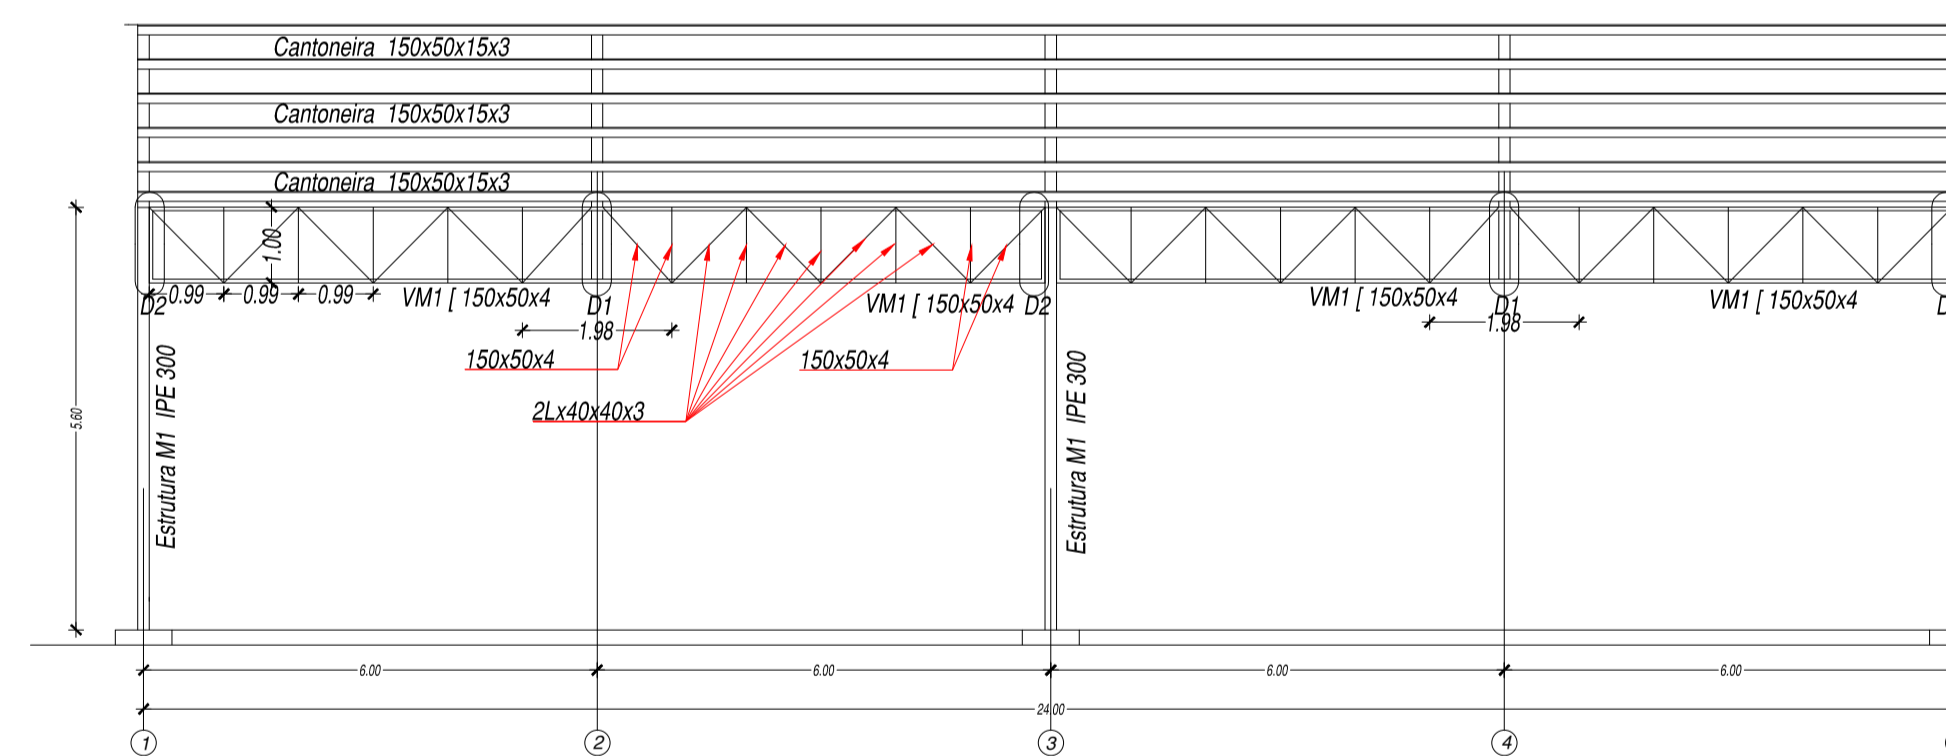 Cantoneira 150x50x15x3
Cantoneira 150x50x15x3
Cantoneira 150x50x15x3
1.00
0.99 0.99 0.99
VM1 [ 150x50x4
VM1 [ 150x50x4
VM1 [ 150x50x4
VM1 [ 150x50x4
D2
D1
D2
D1
1.98
1.98
150x50x4
150x50x4
2Lx40x40x3
5.60
Estrutura M1 IPE 300
Estrutura M1 IPE 300
6.00 6.00 6.00 6.00
24.00
1 2 3 4